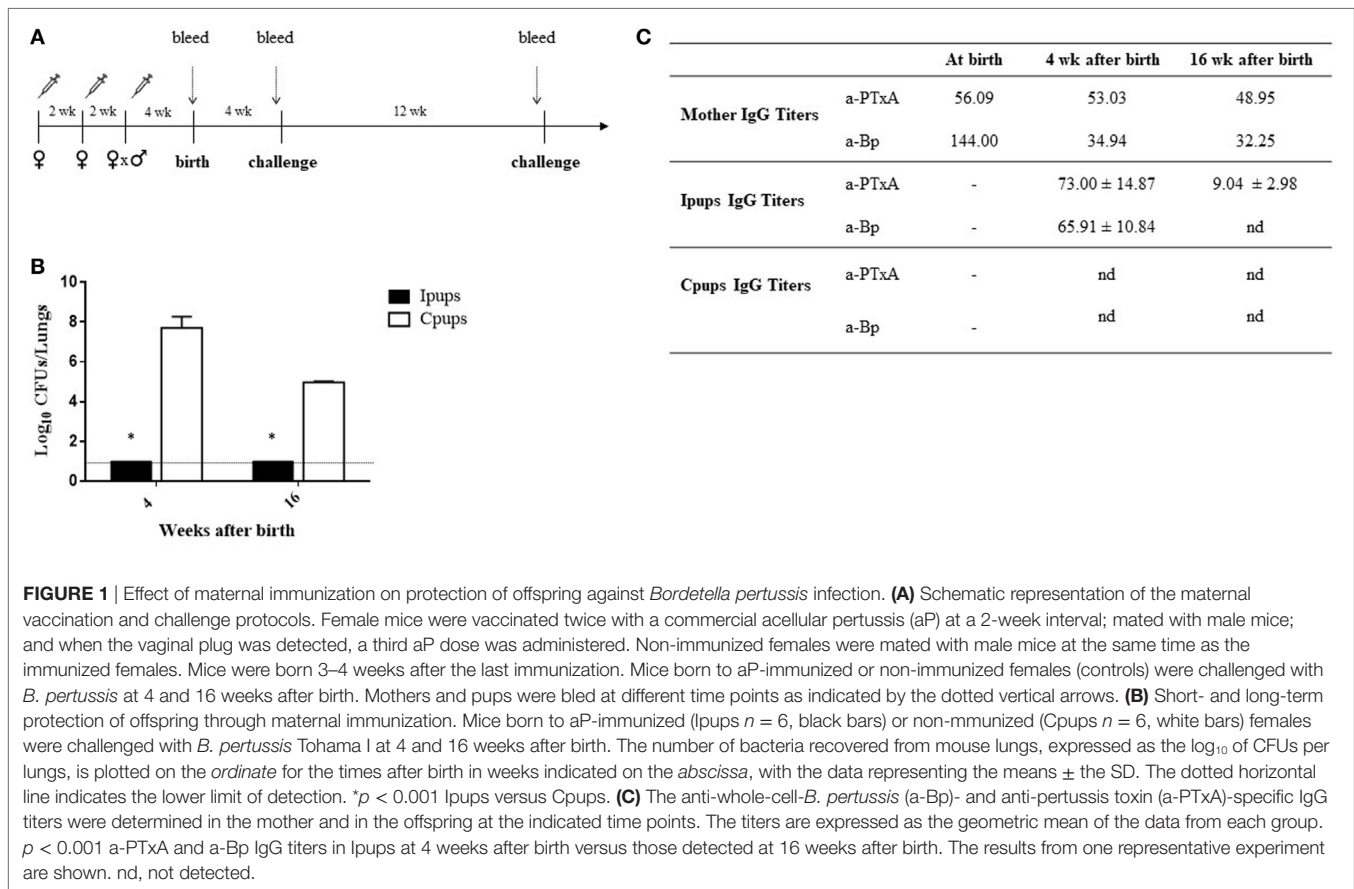 A
bleed bleed bleed
2 wk 2 wk 4 wk 4 wk 12 wk
♀ ♀ ♀x♂ birth challenge challenge
B
Log10 CFUs/Lungs
10
8
6
4
2
0
* *
4 16
Weeks after birth
Ipups
Cpups
C
At birth 4 wk after birth 16 wk after birth
Mother IgG Titers
a-PTxA 56.09 53.03 48.95
a-Bp 144.00 34.94 32.25
Ipups IgG Titers
a-PTxA - 73.00 ± 14.87 9.04 ± 2.98
a-Bp - 65.91 ± 10.84 nd
Cpups IgG Titers
a-PTxA - nd nd
a-Bp - nd nd
FIGURE 1 | Effect of maternal immunization on protection of offspring against Bordetella pertussis infection. (A) Schematic representation of the maternal
vaccination and challenge protocols. Female mice were vaccinated twice with a commercial acellular pertussis (aP) at a 2-week interval; mated with male mice;
and when the vaginal plug was detected, a third aP dose was administered. Non-immunized females were mated with male mice at the same time as the
immunized females. Mice were born 3–4 weeks after the last immunization. Mice born to aP-immunized or non-immunized females (controls) were challenged with
B. pertussis at 4 and 16 weeks after birth. Mothers and pups were bled at different time points as indicated by the dotted vertical arrows. (B) Short- and long-term
protection of offspring through maternal immunization. Mice born to aP-immunized (Ipups n = 6, black bars) or non-mmunized (Cpups n = 6, white bars) females
were challenged with B. pertussis Tohama I at 4 and 16 weeks after birth. The number of bacteria recovered from mouse lungs, expressed as the log10 of CFUs per
lungs, is plotted on the ordinate for the times after birth in weeks indicated on the abscissa, with the data representing the means ± the SD. The dotted horizontal
line indicates the lower limit of detection. *p < 0.001 Ipups versus Cpups. (C) The anti-whole-cell-B. pertussis (a-Bp)- and anti-pertussis toxin (a-PTxA)-specific IgG
titers were determined in the mother and in the offspring at the indicated time points. The titers are expressed as the geometric mean of the data from each group.
p < 0.001 a-PTxA and a-Bp IgG titers in Ipups at 4 weeks after birth versus those detected at 16 weeks after birth. The results from one representative experiment
are shown. nd, not detected.